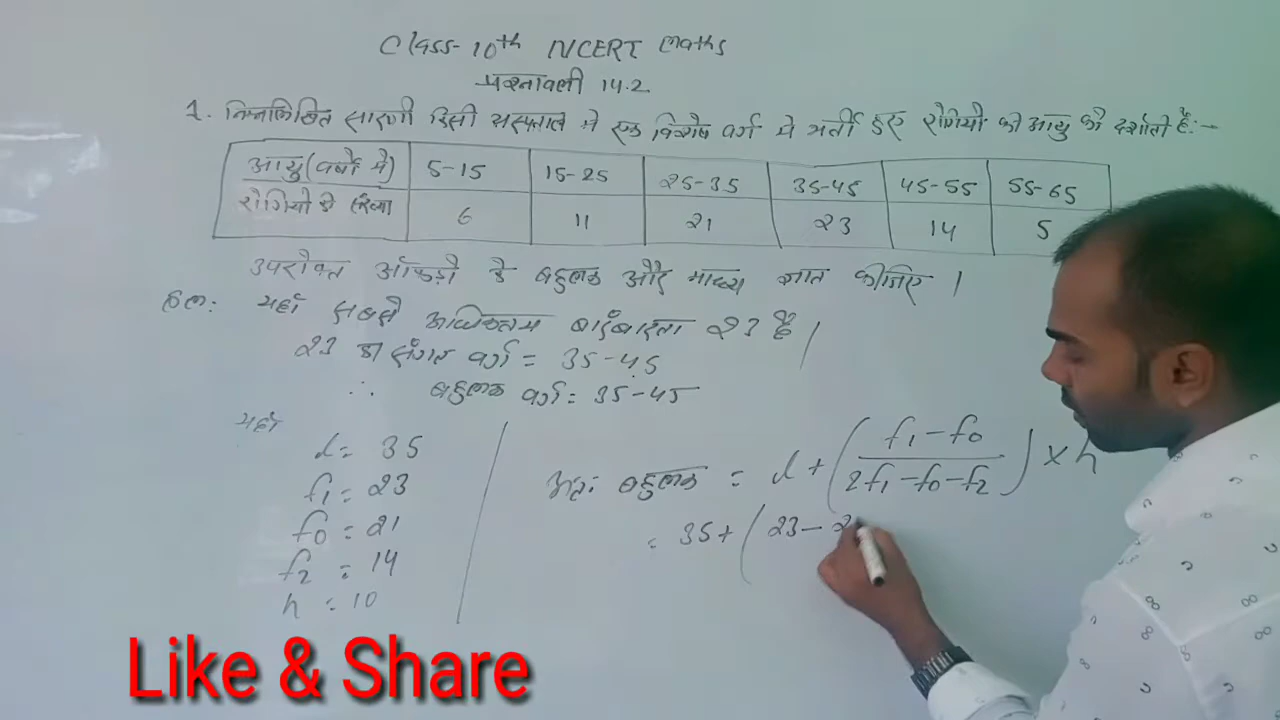 Class-10th NCERT Maths
प्रश्नावली 14.2
1. निम्नलिखित सारणी किसी अस्पताल में एक विशेष वर्ग में भर्ती हुए रोगियों की आयु को दर्शाती है:-
आयु (वर्षों में) 5-15 15-25 25-35 35-45 45-55 55-65
रोगियों की संख्या 6 11 21 23 14 5
उपरोक्त आँकड़ों के बहुलक और माध्य ज्ञात कीजिए।
हल: यहाँ सबसे अधिकतम बारंबारता 23 है।
23 का संगत वर्ग = 35-45
∴ बहुलक वर्ग = 35-45
यहाँ
l = 35
f1 = 23
f0 = 21
f2 = 14
h = 10
अतः बहुलक = l + (f1-f0 / 2f1-f0-f2) × h
= 35 + ( 23 - 2
Like & Share